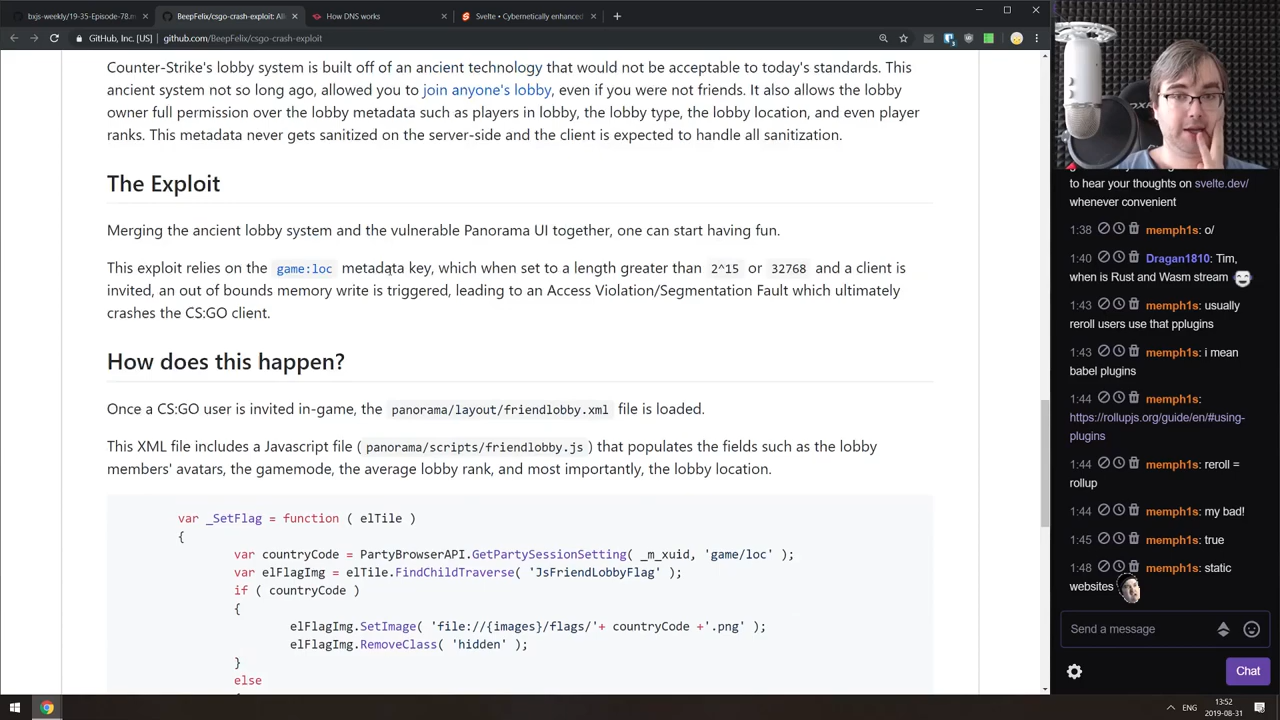 bxjs-weekly/19-35-Episode-78.m
BeepFelix/csgo-crash-exploit: All
How DNS works
Svelte • Cybernetically enhanced
GitHub, Inc. [US] | github.com/BeepFelix/csgo-crash-exploit
Counter-Strike's lobby system is built off of an ancient technology that would not be acceptable to today's standards. This
ancient system not so long ago, allowed you to join anyone's lobby, even if you were not friends. It also allows the lobby
owner full permission over the lobby metadata such as players in lobby, the lobby type, the lobby location, and even player
ranks. This metadata never gets sanitized on the server-side and the client is expected to handle all sanitization.
The Exploit
Merging the ancient lobby system and the vulnerable Panorama UI together, one can start having fun.
This exploit relies on the game:loc metadata key, which when set to a length greater than 2^15 or 32768 and a client is
invited, an out of bounds memory write is triggered, leading to an Access Violation/Segmentation Fault which ultimately
crashes the CS:GO client.
How does this happen?
Once a CS:GO user is invited in-game, the panorama/layout/friendlobby.xml file is loaded.
This XML file includes a Javascript file ( panorama/scripts/friendlobby.js ) that populates the fields such as the lobby
members' avatars, the gamemode, the average lobby rank, and most importantly, the lobby location.
var _SetFlag = function ( elTile )
{
var countryCode = PartyBrowserAPI.GetPartySessionSetting( _m_xuid, 'game/loc' );
var elFlagImg = elTile.FindChildTraverse( 'JsFriendLobbyFlag' );
if ( countryCode )
{
elFlagImg.SetImage( 'file://{images}/flags/'+ countryCode +'.png' );
elFlagImg.RemoveClass( 'hidden' );
}
else
to hear your thoughts on svelte.dev/
whenever convenient
1:38 memph1s: o/
1:40 Dragan1810: Tim,
when is Rust and Wasm stream
1:43 memph1s: usually
reroll users use that pplugins
1:43 memph1s: i mean
babel plugins
1:44 memph1s:
https://rollupjs.org/guide/en/#using-
plugins
1:44 memph1s: reroll =
rollup
1:44 memph1s: my bad!
1:45 memph1s: true
1:48 memph1s: static
websites
Send a message
Chat
ENG
13:52
2019-08-31